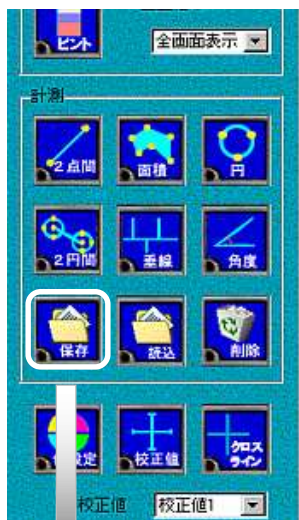 ピント
全画面表示
計測
2点間 面積 円
2円間 垂線 角度
保存 読込 削除
設定 校正値 クロスライン
校正値 校正値1